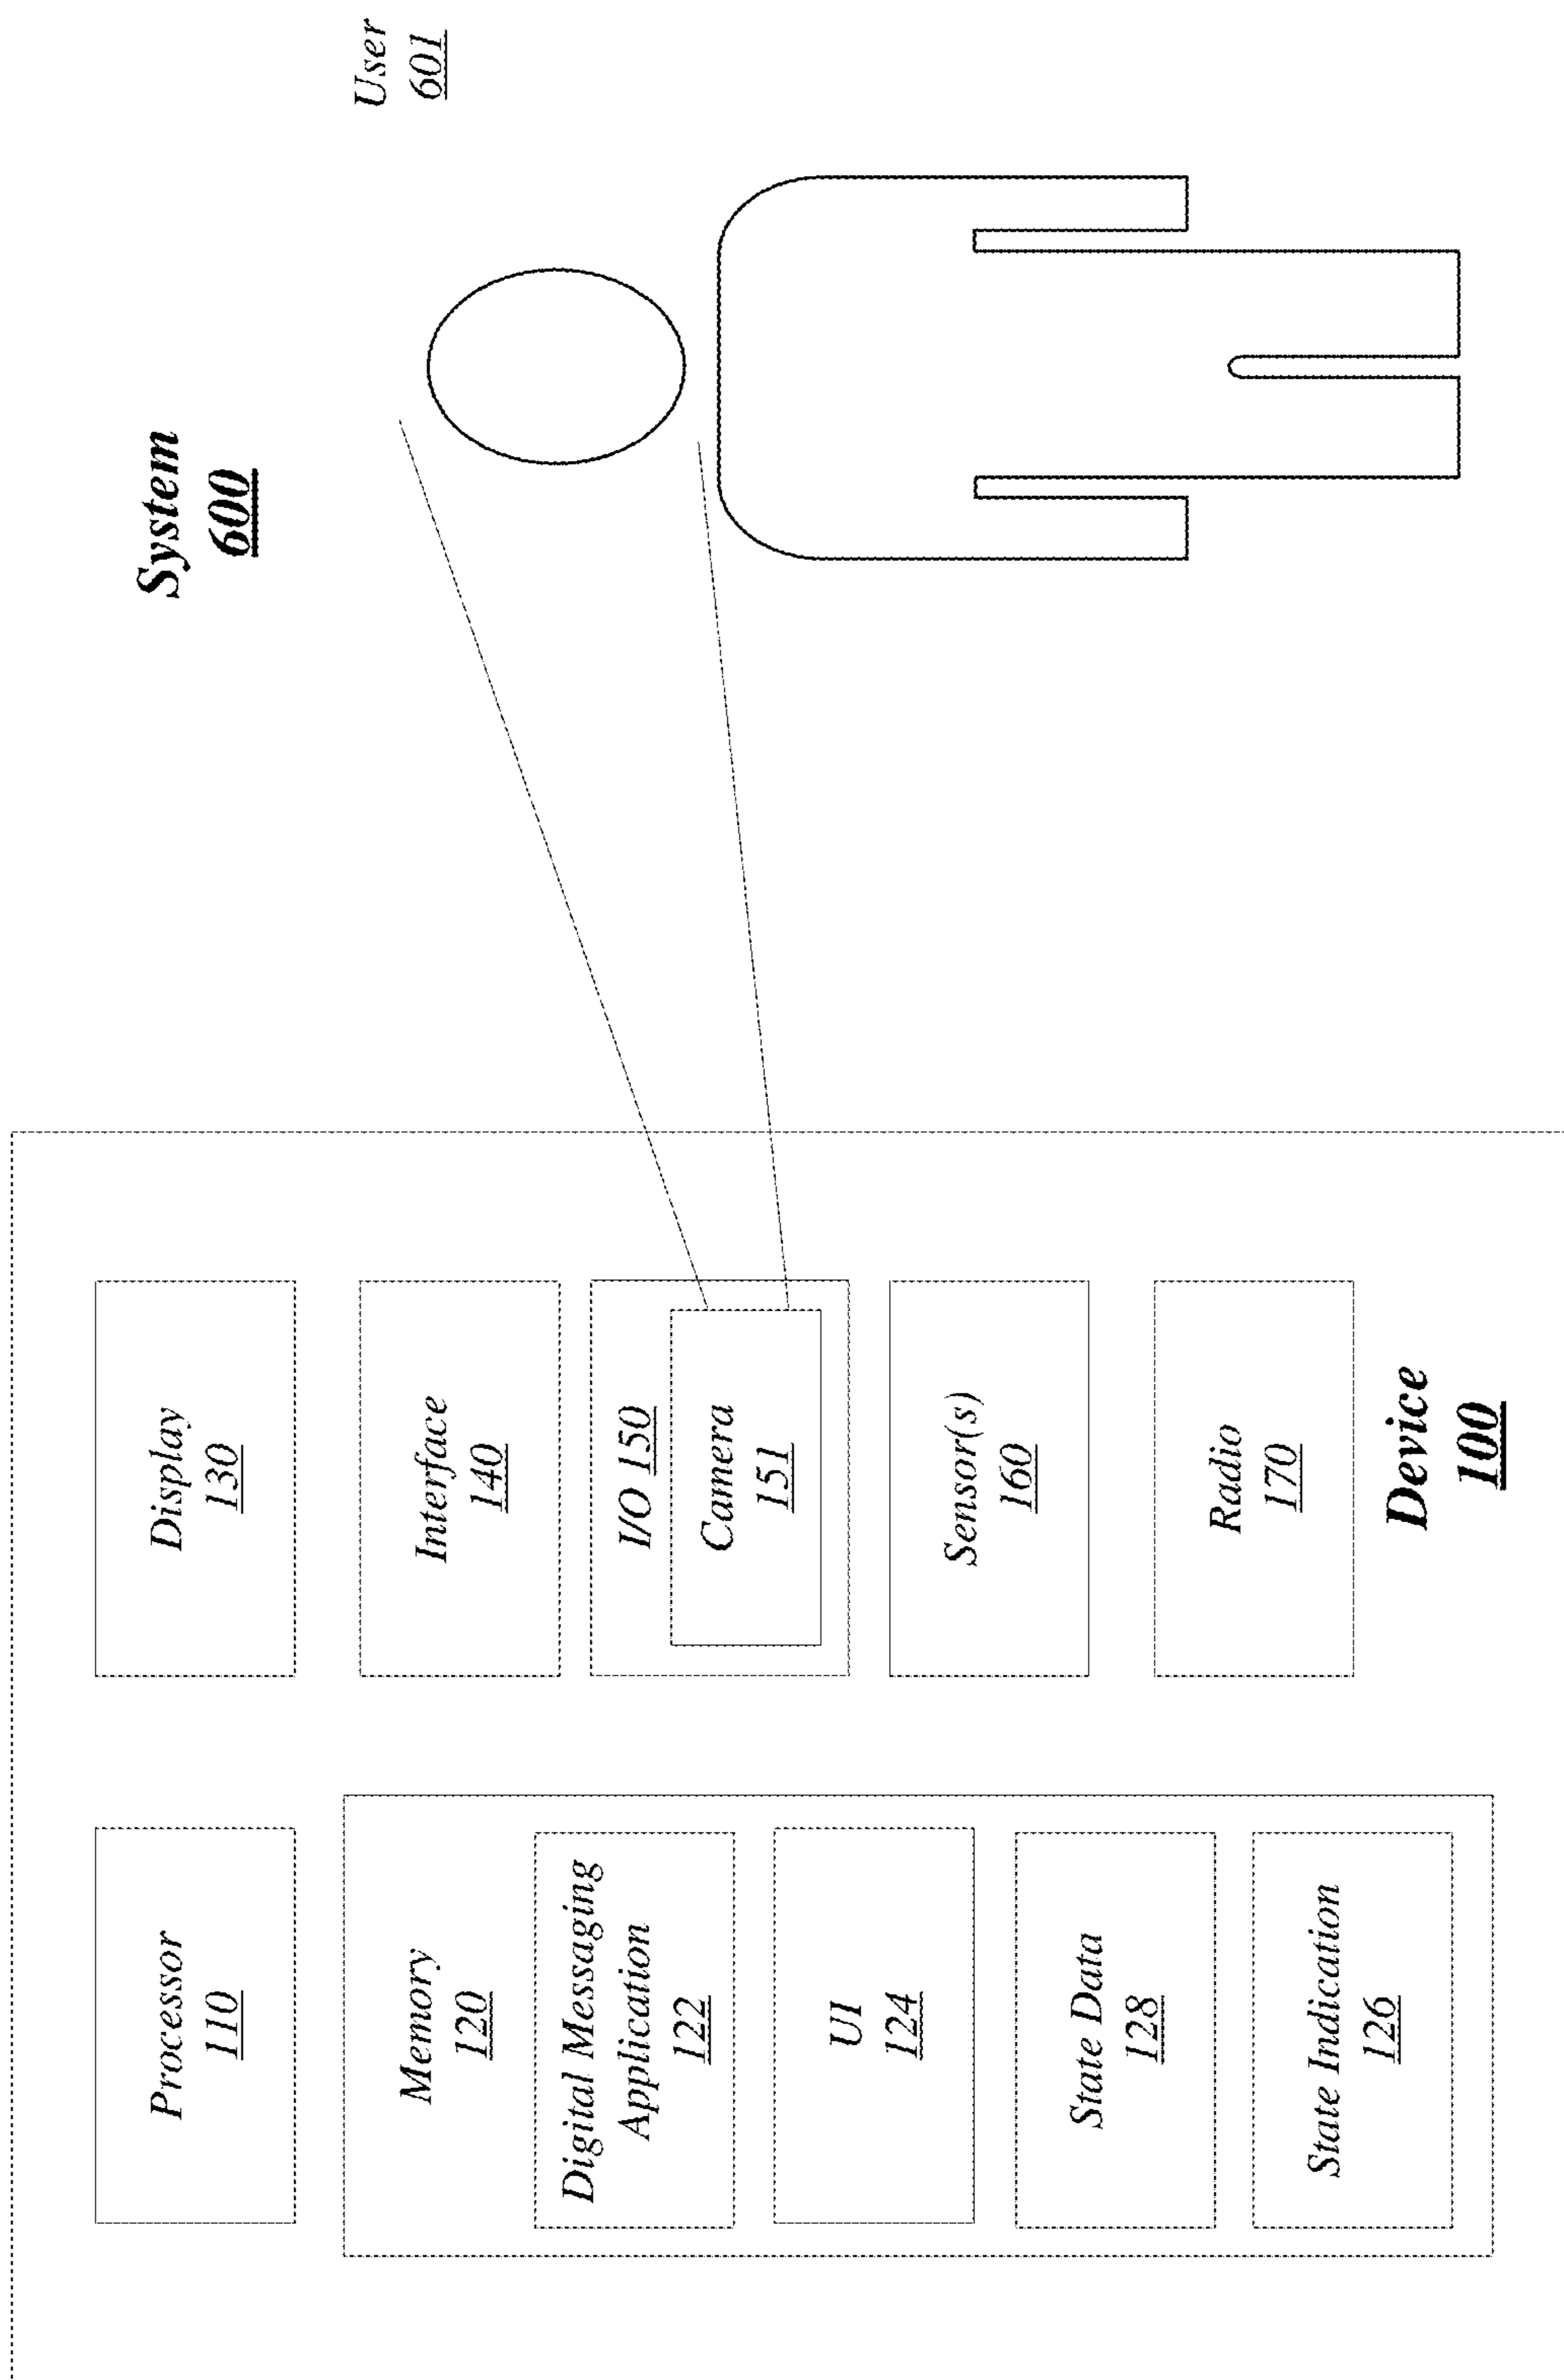 System
600
User
601
Processor
110
Memory
120
Digital Messaging
Application
122
UI
124
State Data
128
State Indication
126
Display
130
Interface
140
I/O 150
Camera
151
Sensor(s)
160
Radio
170
Device
100